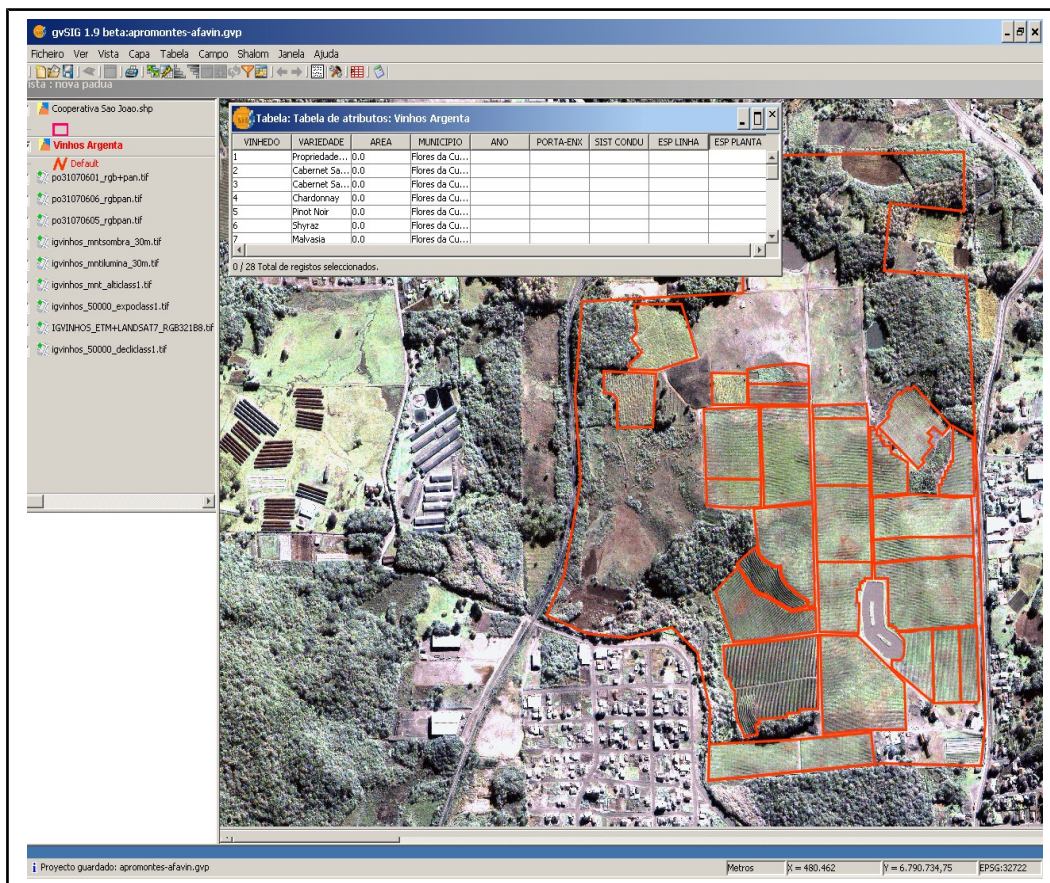 gvSIG 1.9 beta:apromontes-afavin.gvp
Ficheiro Ver Vista Capa Tabela Campo Shalom Janela Ajuda
ista : nova padua
Cooperativa Sao Joao.shp
Vinhos Argenta
Default
po31070601_rgb+pan.tif
po31070606_rgbpan.tif
po31070605_rgbpan.tif
igvinhos_mntsombra_30m.tif
igvinhos_mntilumina_30m.tif
igvinhos_mnt_alticlass1.tif
igvinhos_50000_expoclass1.tif
IGVINHOS_ETM+LANDSAT7_RGB321B8.tif
igvinhos_50000_decliclass1.tif
Tabela: Tabela de atributos: Vinhos Argenta
VINHEDO VARIEDADE AREA MUNICIPIO ANO PORTA-ENX SIST CONDU ESP LINHA ESP PLANTA
1 Propriedade... 0.0 Flores da Cu...
2 Cabernet Sa... 0.0 Flores da Cu...
3 Cabernet Sa... 0.0 Flores da Cu...
4 Chardonnay 0.0 Flores da Cu...
5 Pinot Noir 0.0 Flores da Cu...
6 Shyraz 0.0 Flores da Cu...
7 Malvasia 0.0 Flores da Cu...
0 / 28 Total de registos seleccionados.
Proyecto guardado: apromontes-afavin.gvp Metros X = 480.462 Y = 6.790.734,75 EPSG:32722